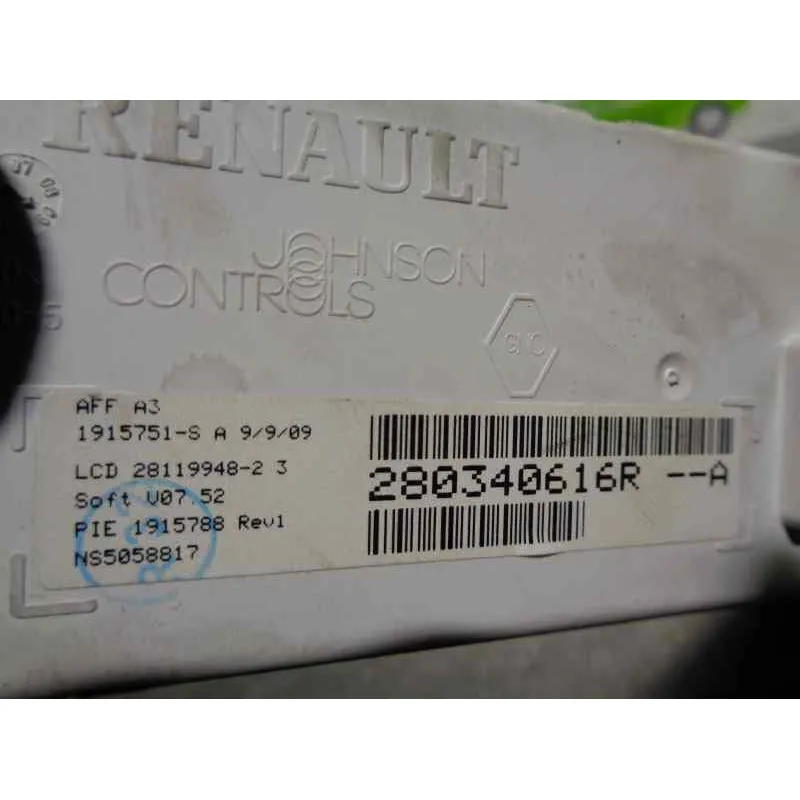 RENAULT
JOHNSON
CONTROLS
GNC
AFF A3
1915751-S A 9/9/09
LCD 28119948-2 3
Soft V07.52
PIE 1915788 Rev1
NS5058817
280340616R --A